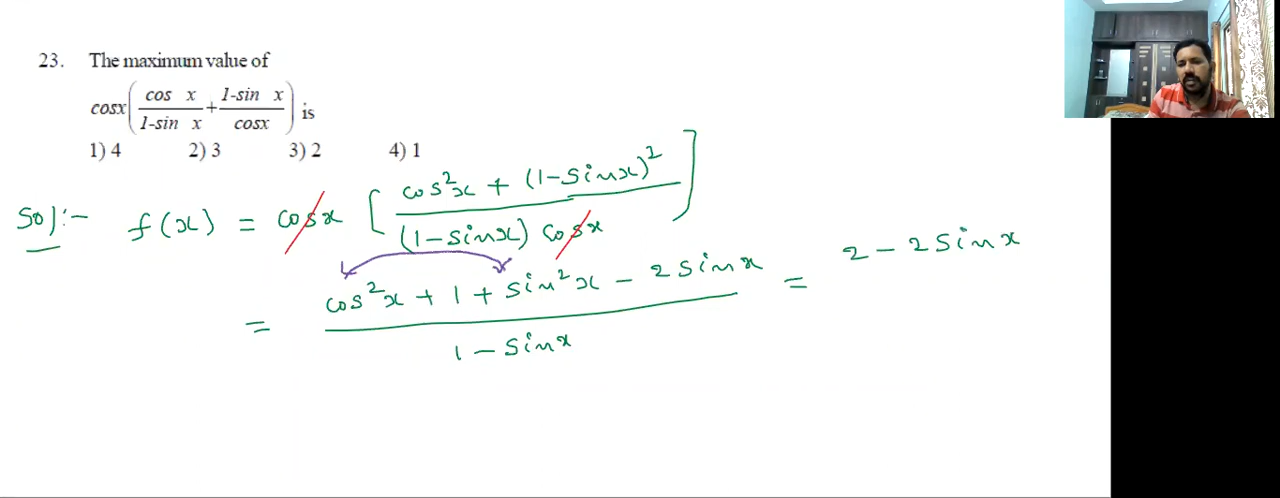 23. The maximum value of
cosx(cos x/1-sin x + 1-sin x/cosx) is
1) 4 2) 3 3) 2 4) 1
Sol:- f(x) = cosx [cos²x + (1-sinx)²/(1-sinx) cosx]
= cos²x + 1 + sin²x - 2sinx/1-sinx = 2-2sinx